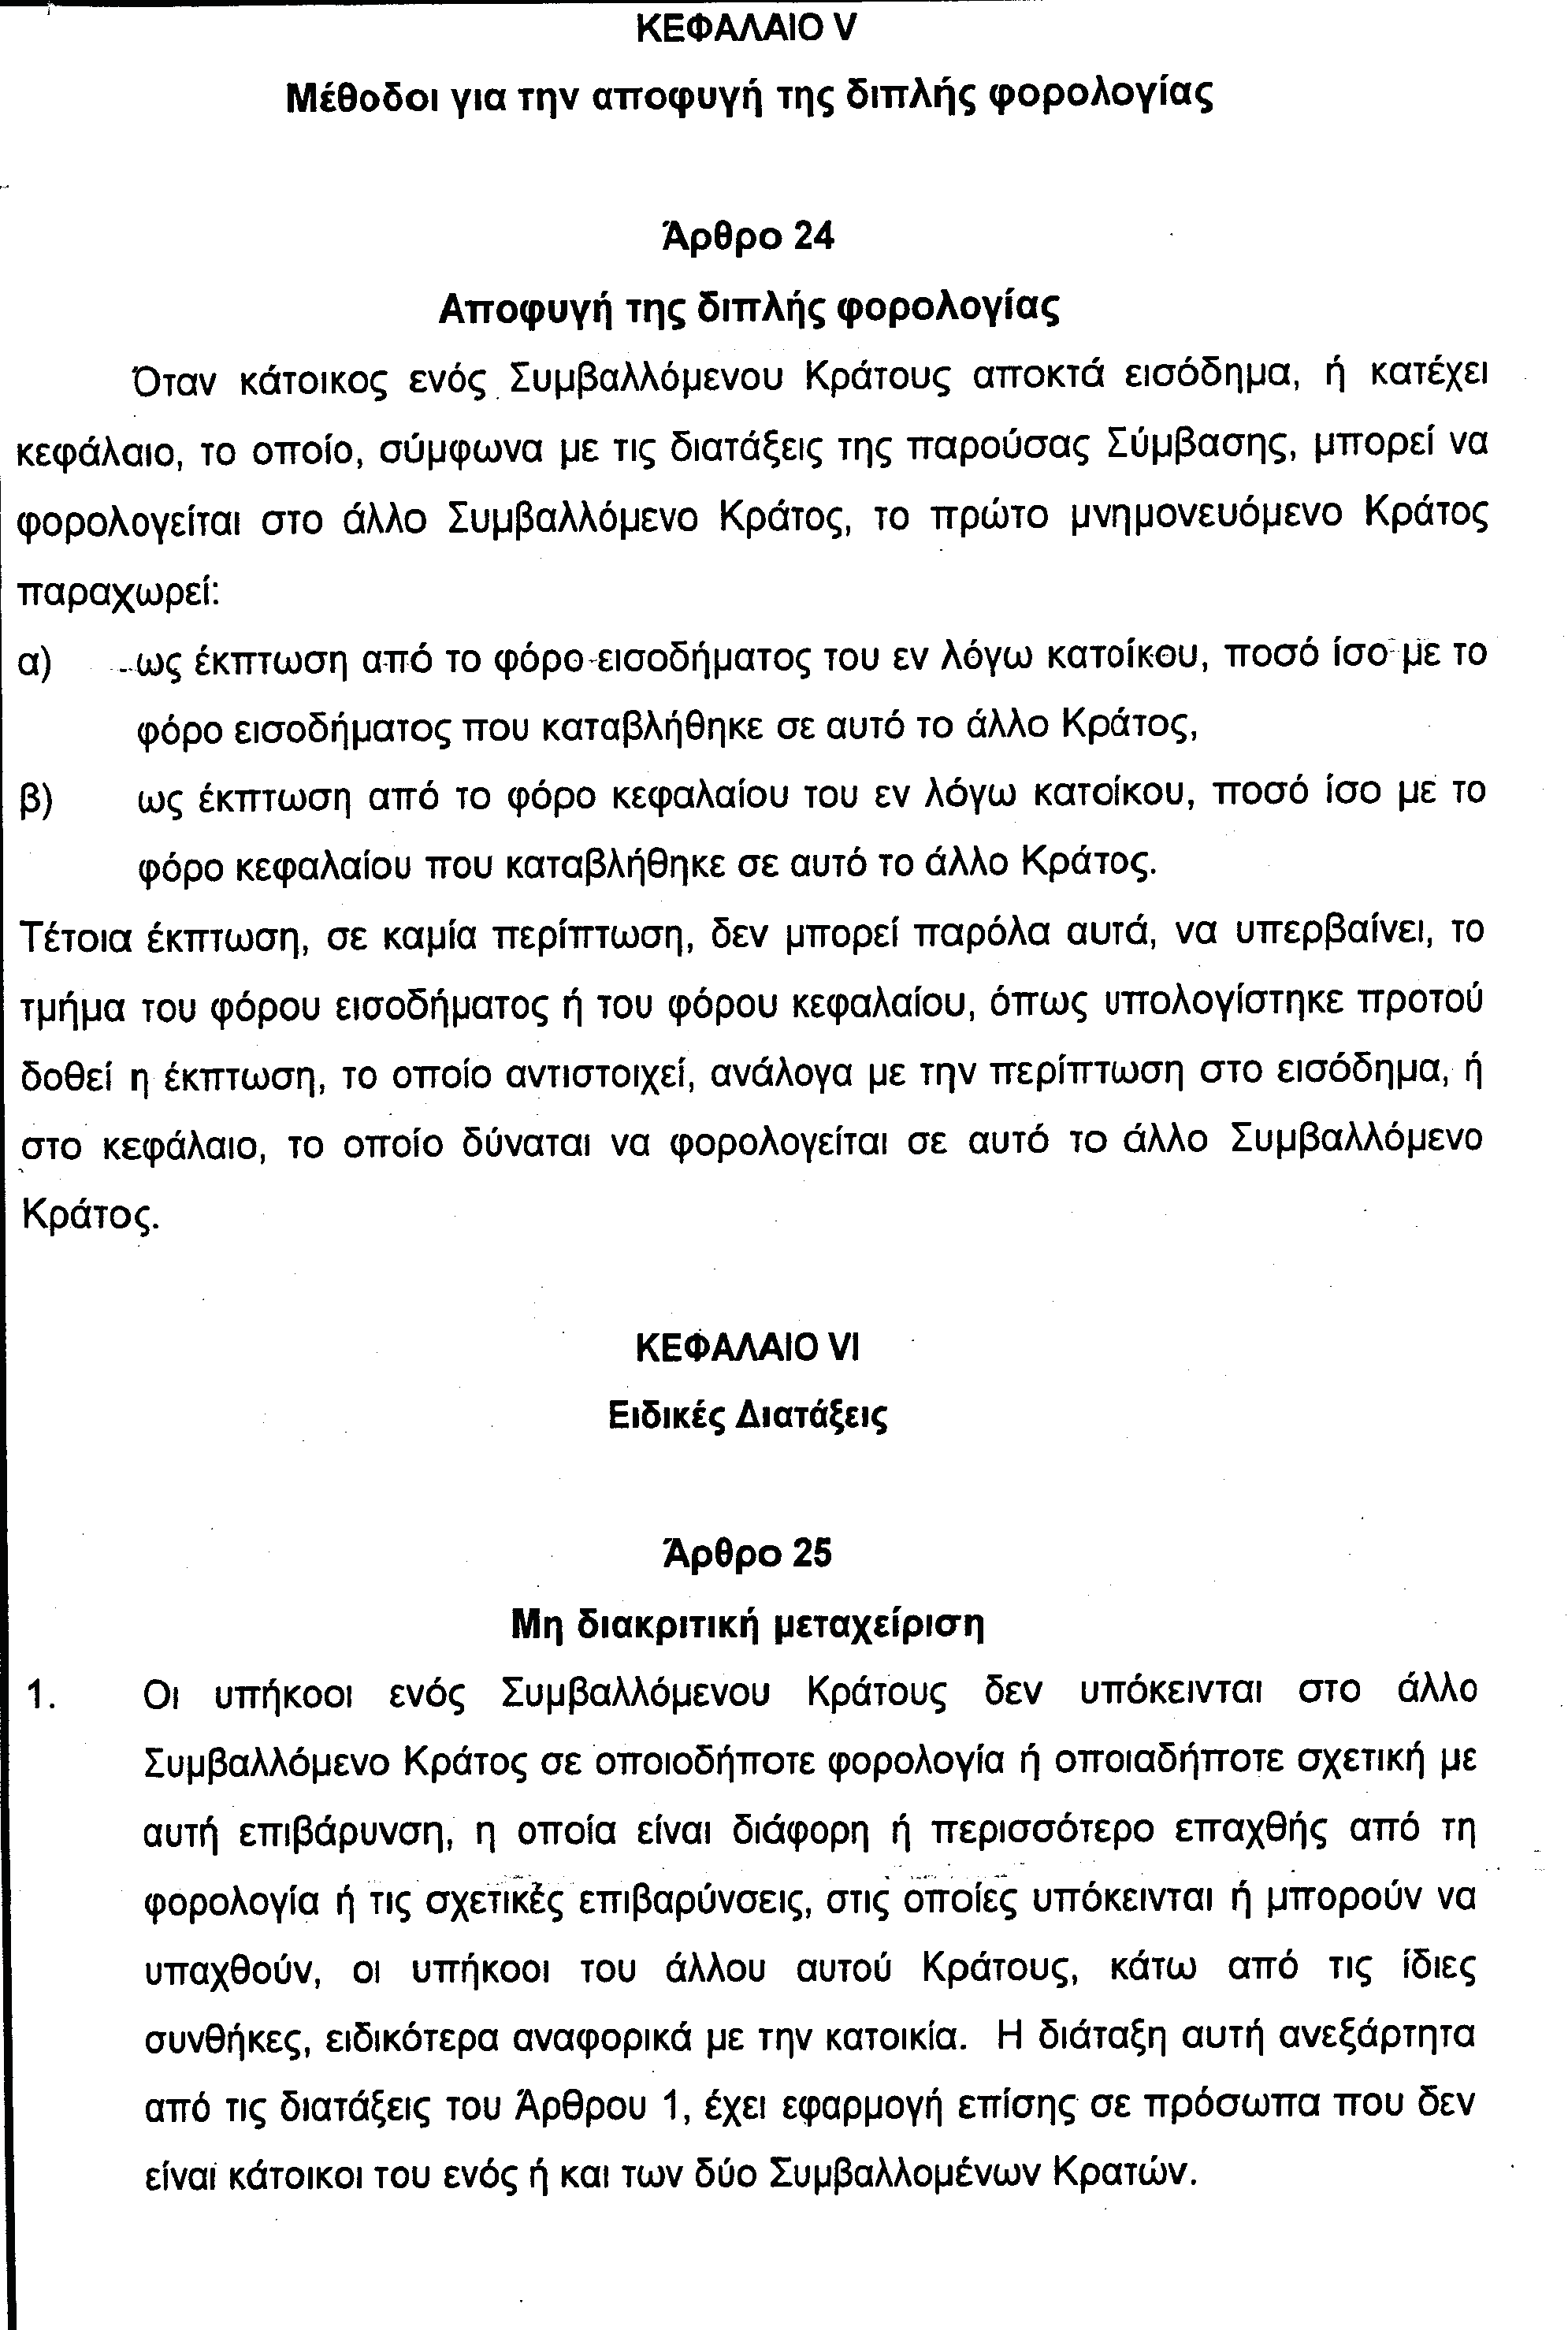 ΚΕΦΑΛΑΙΟ V
Μέθοδοι για την αποφυγή της διπλής φορολογίας
Άρθρο 24
Αποφυγή της διπλής φορολογίας
Όταν κάτοικος ενός Συμβαλλόμενου Κράτους αποκτά εισόδημα, ή κατέχει
κεφάλαιο, το οποίο, σύμφωνα με τις διατάξεις της παρούσας Σύμβασης, μπορεί να
φορολογείται στο άλλο Συμβαλλόμενο Κράτος, το πρώτο μνημονευόμενο Κράτος
παραχωρεί:
α) ως έκπτωση από το φόρο εισοδήματος του εν λόγω κατοίκου, ποσό ίσο με το
φόρο εισοδήματος που καταβλήθηκε σε αυτό το άλλο Κράτος,
β) ως έκπτωση από το φόρο κεφαλαίου του εν λόγω κατοίκου, ποσό ίσο με το
φόρο κεφαλαίου που καταβλήθηκε σε αυτό το άλλο Κράτος.
Τέτοια έκπτωση, σε καμία περίπτωση, δεν μπορεί παρόλα αυτά, να υπερβαίνει, το
τμήμα του φόρου εισοδήματος ή του φόρου κεφαλαίου, όπως υπολογίστηκε προτού
δοθεί η έκπτωση, το οποίο αντιστοιχεί, ανάλογα με την περίπτωση στο εισόδημα, ή
στο κεφάλαιο, το οποίο δύναται να φορολογείται σε αυτό το άλλο Συμβαλλόμενο
Κράτος.
ΚΕΦΑΛΑΙΟ VI
Ειδικές Διατάξεις
Άρθρο 25
Μη διακριτική μεταχείριση
1. Οι υπήκοοι ενός Συμβαλλόμενου Κράτους δεν υπόκεινται στο άλλο
Συμβαλλόμενο Κράτος σε οποιοδήποτε φορολογία ή οποιαδήποτε σχετική με
αυτή επιβάρυνση, η οποία είναι διάφορη ή περισσότερο επαχθής από τη
φορολογία ή τις σχετικές επιβαρύνσεις, στις οποίες υπόκεινται ή μπορούν να
υπαχθούν, οι υπήκοοι του άλλου αυτού Κράτους, κάτω από τις ίδιες
συνθήκες, ειδικότερα αναφορικά με την κατοικία. Η διάταξη αυτή ανεξάρτητα
από τις διατάξεις του Άρθρου 1, έχει εφαρμογή επίσης σε πρόσωπα που δεν
είναι κάτοικοι του ενός ή και των δύο Συμβαλλομένων Κρατών.